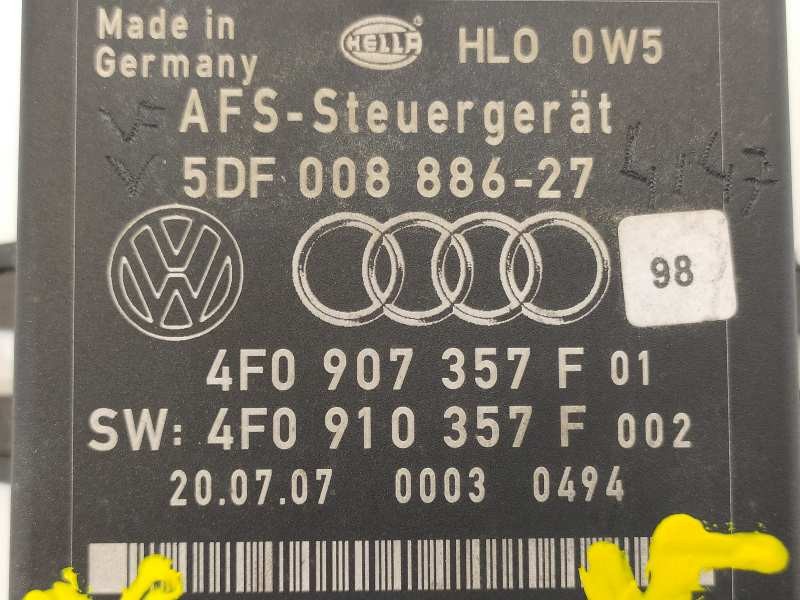 Made in
Germany
HELLA
HLO 0W5
AFS-Steuergerät
5DF 008 886-27
VW
98
4F0 907 357 F 01
SW: 4F0 910 357 F 002
20.07.07 0003 0494